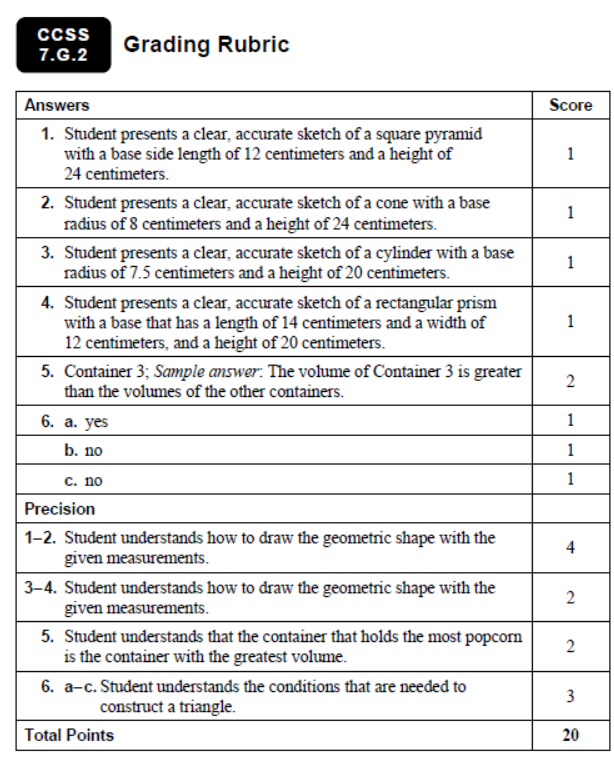 CCSS
7.G.2
Grading Rubric
Answers Score
1. Student presents a clear, accurate sketch of a square pyramid
with a base side length of 12 centimeters and a height of
24 centimeters.
1
2. Student presents a clear, accurate sketch of a cone with a base
radius of 8 centimeters and a height of 24 centimeters.
1
3. Student presents a clear, accurate sketch of a cylinder with a base
radius of 7.5 centimeters and a height of 20 centimeters.
1
4. Student presents a clear, accurate sketch of a rectangular prism
with a base that has a length of 14 centimeters and a width of
12 centimeters, and a height of 20 centimeters.
1
5. Container 3; Sample answer: The volume of Container 3 is greater
than the volumes of the other containers.
2
6. a. yes 1
b. no 1
c. no 1
Precision
1–2. Student understands how to draw the geometric shape with the
given measurements.
4
3–4. Student understands how to draw the geometric shape with the
given measurements.
2
5. Student understands that the container that holds the most popcorn
is the container with the greatest volume.
2
6. a–c. Student understands the conditions that are needed to
construct a triangle.
3
Total Points 20